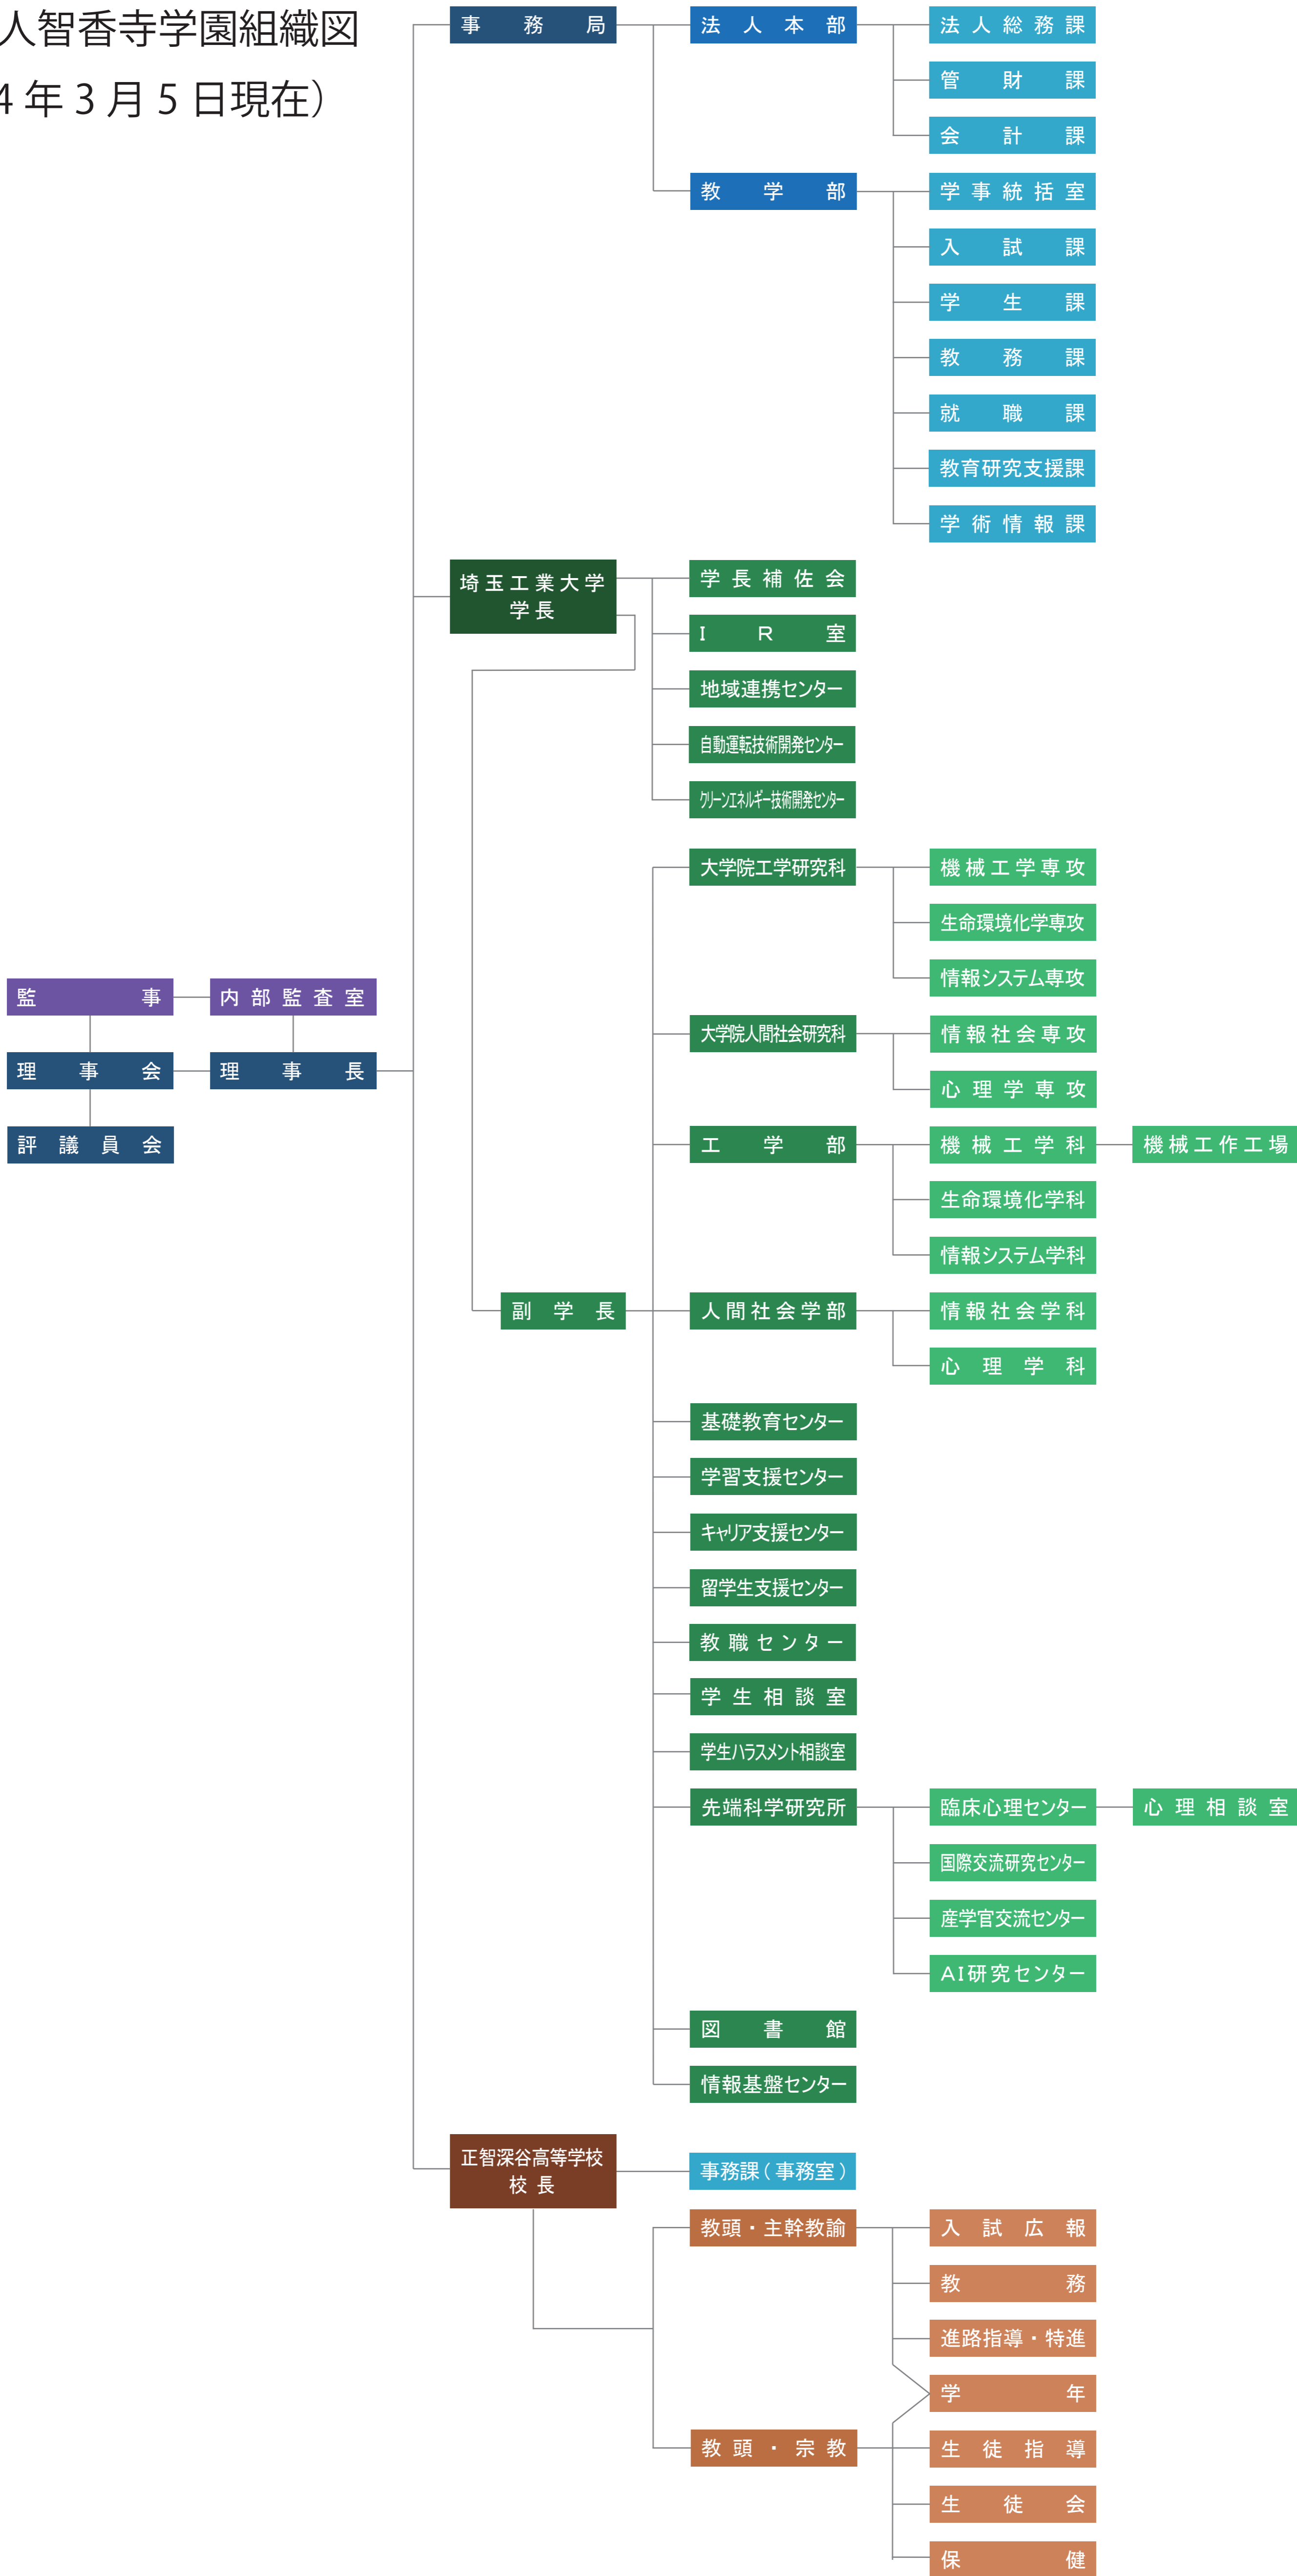 人智香寺学園組織図
4年3月5日現在）
事務局
法人本部
法人総務課
管財課
会計課
教学部
学事統括室
入試課
学生課
教務課
就職課
教育研究支援課
学術情報課
埼玉工業大学
学長
学長補佐会
IR室
地域連携センター
自動運転技術開発センター
クリーンエネルギー技術開発センター
大学院工学研究科
機械工学専攻
生命環境化学専攻
情報システム専攻
監事
内部監査室
大学院人間社会研究科
情報社会専攻
心理学専攻
理事会
理事長
評議員会
工学部
機械工学科
機械工作工場
生命環境化学科
情報システム学科
副学長
人間社会学部
情報社会学科
心理学科
基礎教育センター
学習支援センター
キャリア支援センター
留学生支援センター
教職センター
学生相談室
学生ハラスメント相談室
先端科学研究所
臨床心理センター
心理相談室
国際交流研究センター
産学官交流センター
AI研究センター
図書館
情報基盤センター
正智深谷高等学校
校長
事務課（事務室）
教頭・主幹教諭
入試広報
教務
進路指導・特進
学年
教頭・宗教
生徒指導
生徒会
保健